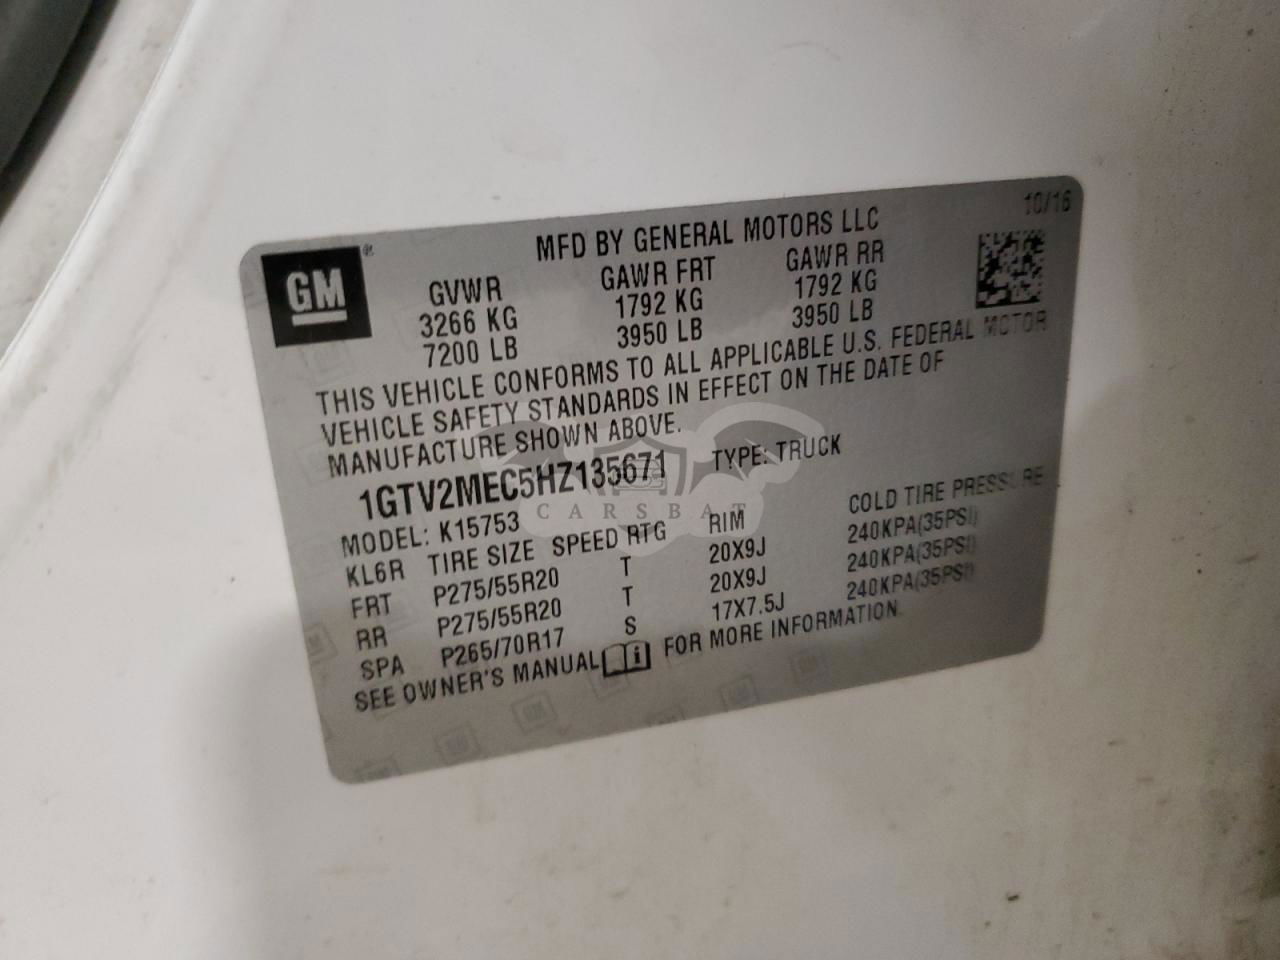 10/16
MFD BY GENERAL MOTORS LLC
GM
GVWR GAWR FRT GAWR RR
3266 KG 1792 KG 1792 KG
7200 LB 3950 LB 3950 LB
THIS VEHICLE CONFORMS TO ALL APPLICABLE U.S. FEDERAL MOTOR
VEHICLE SAFETY STANDARDS IN EFFECT ON THE DATE OF
MANUFACTURE SHOWN ABOVE.
1GTV2MEC5HZ135671 TYPE: TRUCK
CARSBAT
MODEL: K15753
KL6R TIRE SIZE SPEED RTG RIM COLD TIRE PRESSURE
FRT P275/55R20 T 20X9J 240KPA(35PSI)
RR P275/55R20 T 20X9J 240KPA(35PSI)
SPA P265/70R17 S 17X7.5J 240KPA(35PSI)
SEE OWNER'S MANUAL FOR MORE INFORMATION.